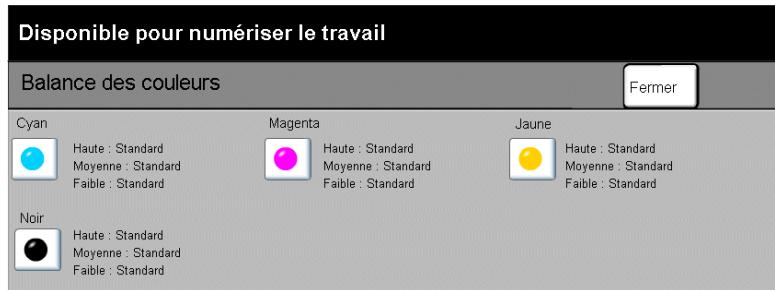 Disponible pour numériser le travail
Balance des couleurs
Fermer
Cyan
Haute : Standard
Moyenne : Standard
Faible : Standard
Magenta
Haute : Standard
Moyenne : Standard
Faible : Standard
Jaune
Haute : Standard
Moyenne : Standard
Faible : Standard
Noir
Haute : Standard
Moyenne : Standard
Faible : Standard